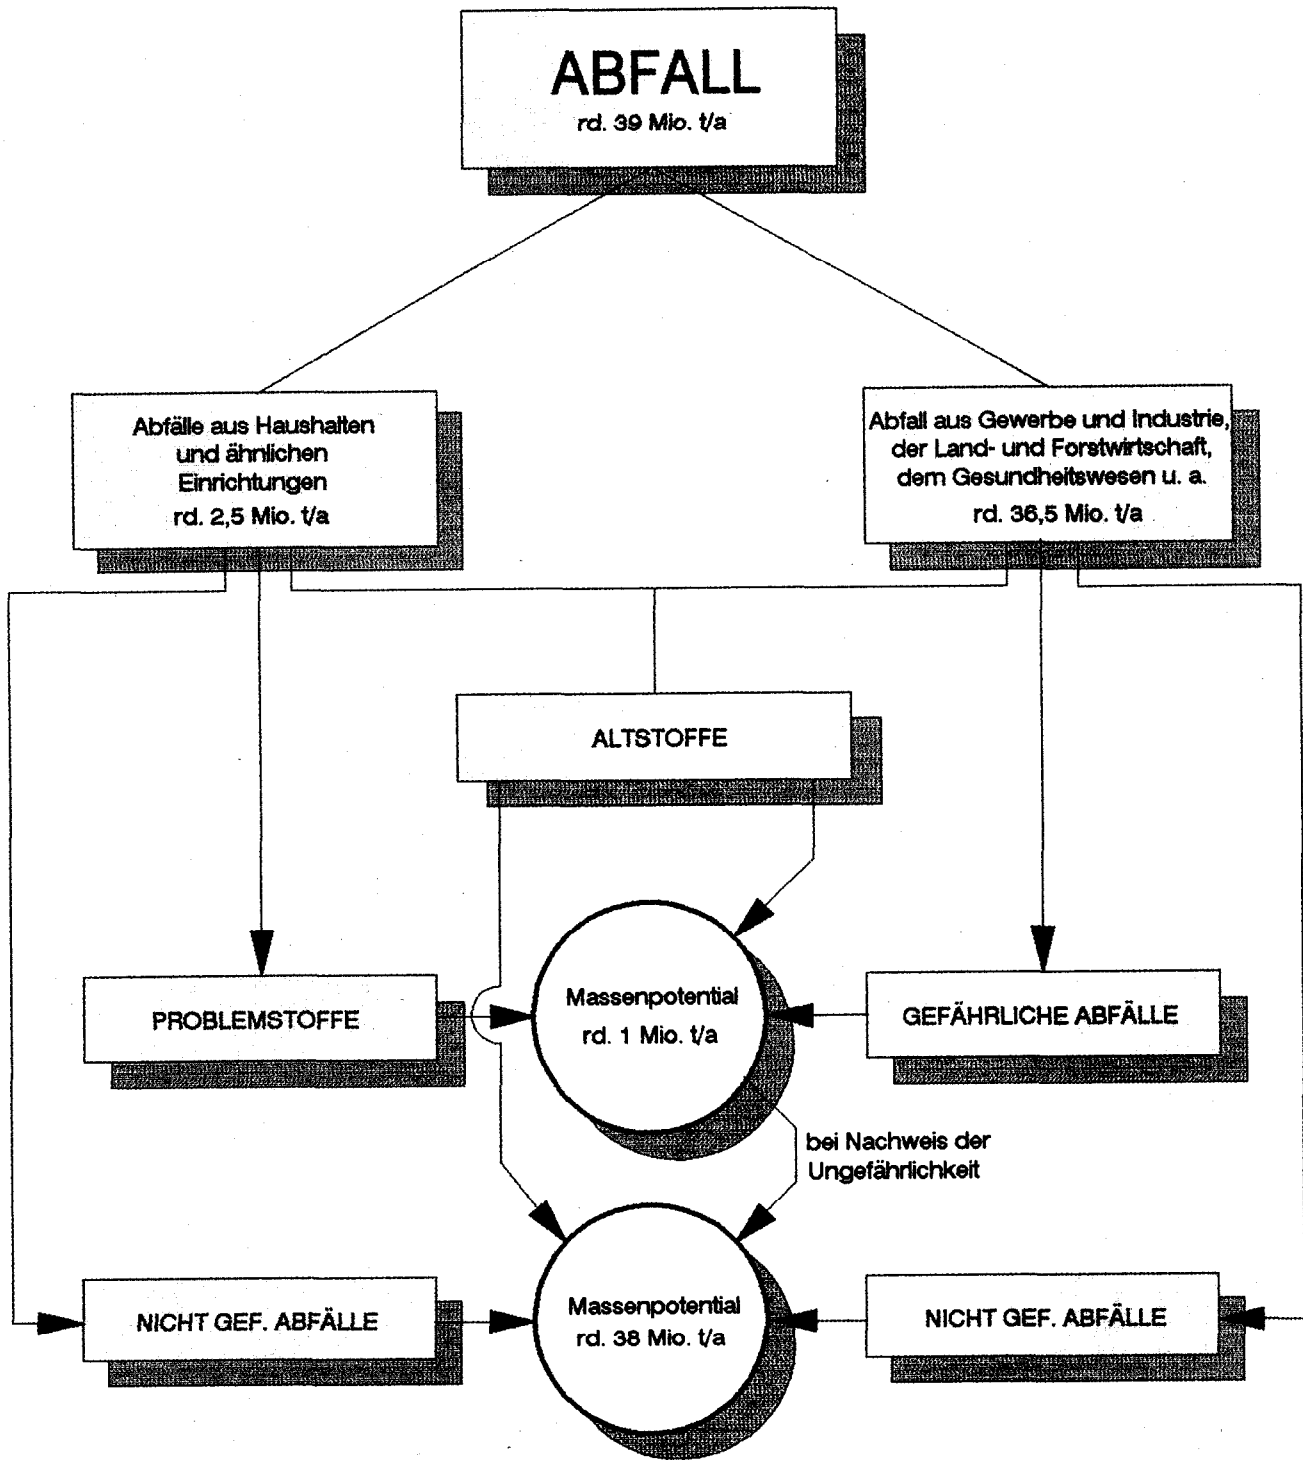 ABFALL
rd. 39 Mio. t/a
Abfälle aus Haushalten
und ähnlichen
Einrichtungen
rd. 2,5 Mio. t/a
Abfall aus Gewerbe und Industrie,
der Land- und Forstwirtschaft,
dem Gesundheitswesen u. a.
rd. 36,5 Mio. t/a
ALTSTOFFE
PROBLEMSTOFFE
Massenpotential
rd. 1 Mio. t/a
GEFÄHRLICHE ABFÄLLE
bei Nachweis der
Ungefährlichkeit
NICHT GEF. ABFÄLLE
Massenpotential
rd. 38 Mio. t/a
NICHT GEF. ABFÄLLE